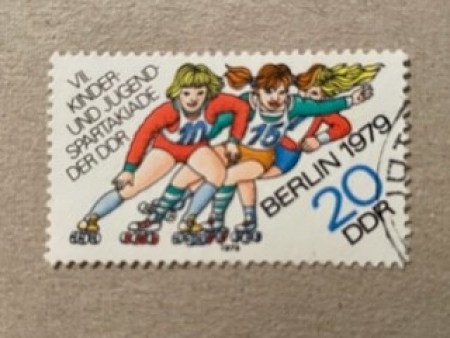 VII.
KINDER-
UND JUGEND-
SPARTAKIADE
DER DDR
10
15
BERLIN 1979
20
DDR
1979